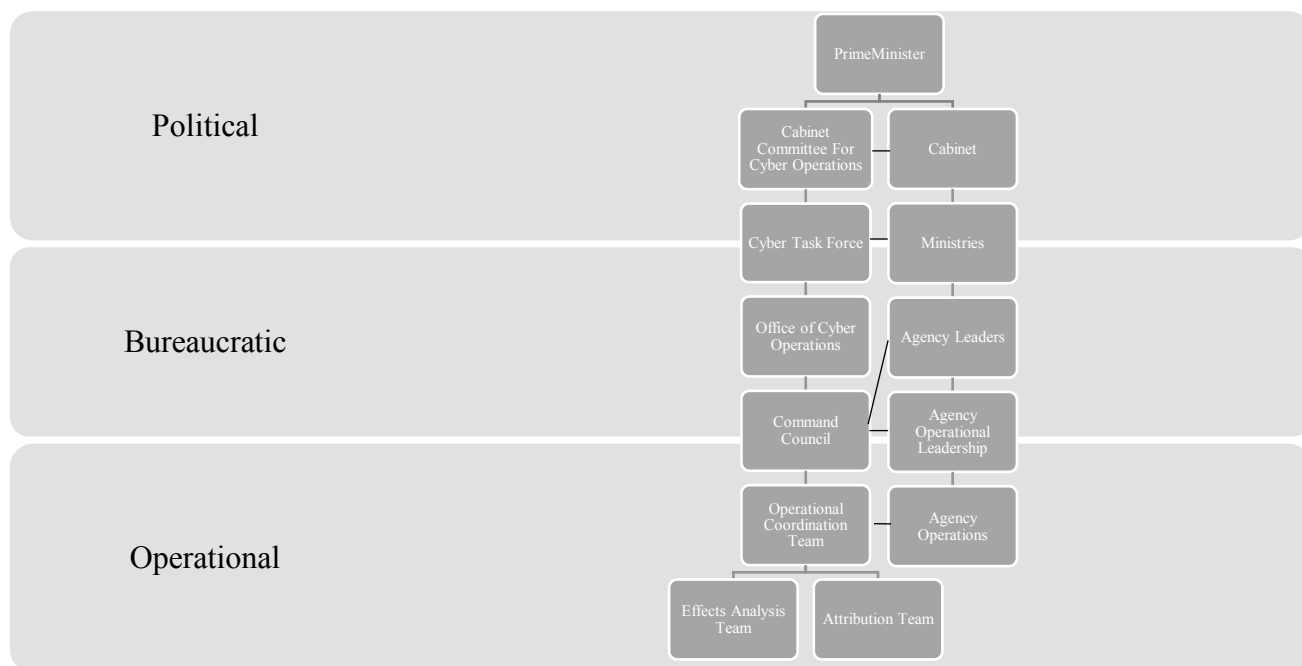 PrimeMinister
Political
Cabinet
Committee For
Cyber Operations
Cabinet
Cyber Task Force
Ministries
Bureaucratic
Office of Cyber
Operations
Agency Leaders
Command
Council
Agency
Operational
Leadership
Operational
Operational
Coordination
Team
Agency
Operations
Effects Analysis
Team
Attribution Team